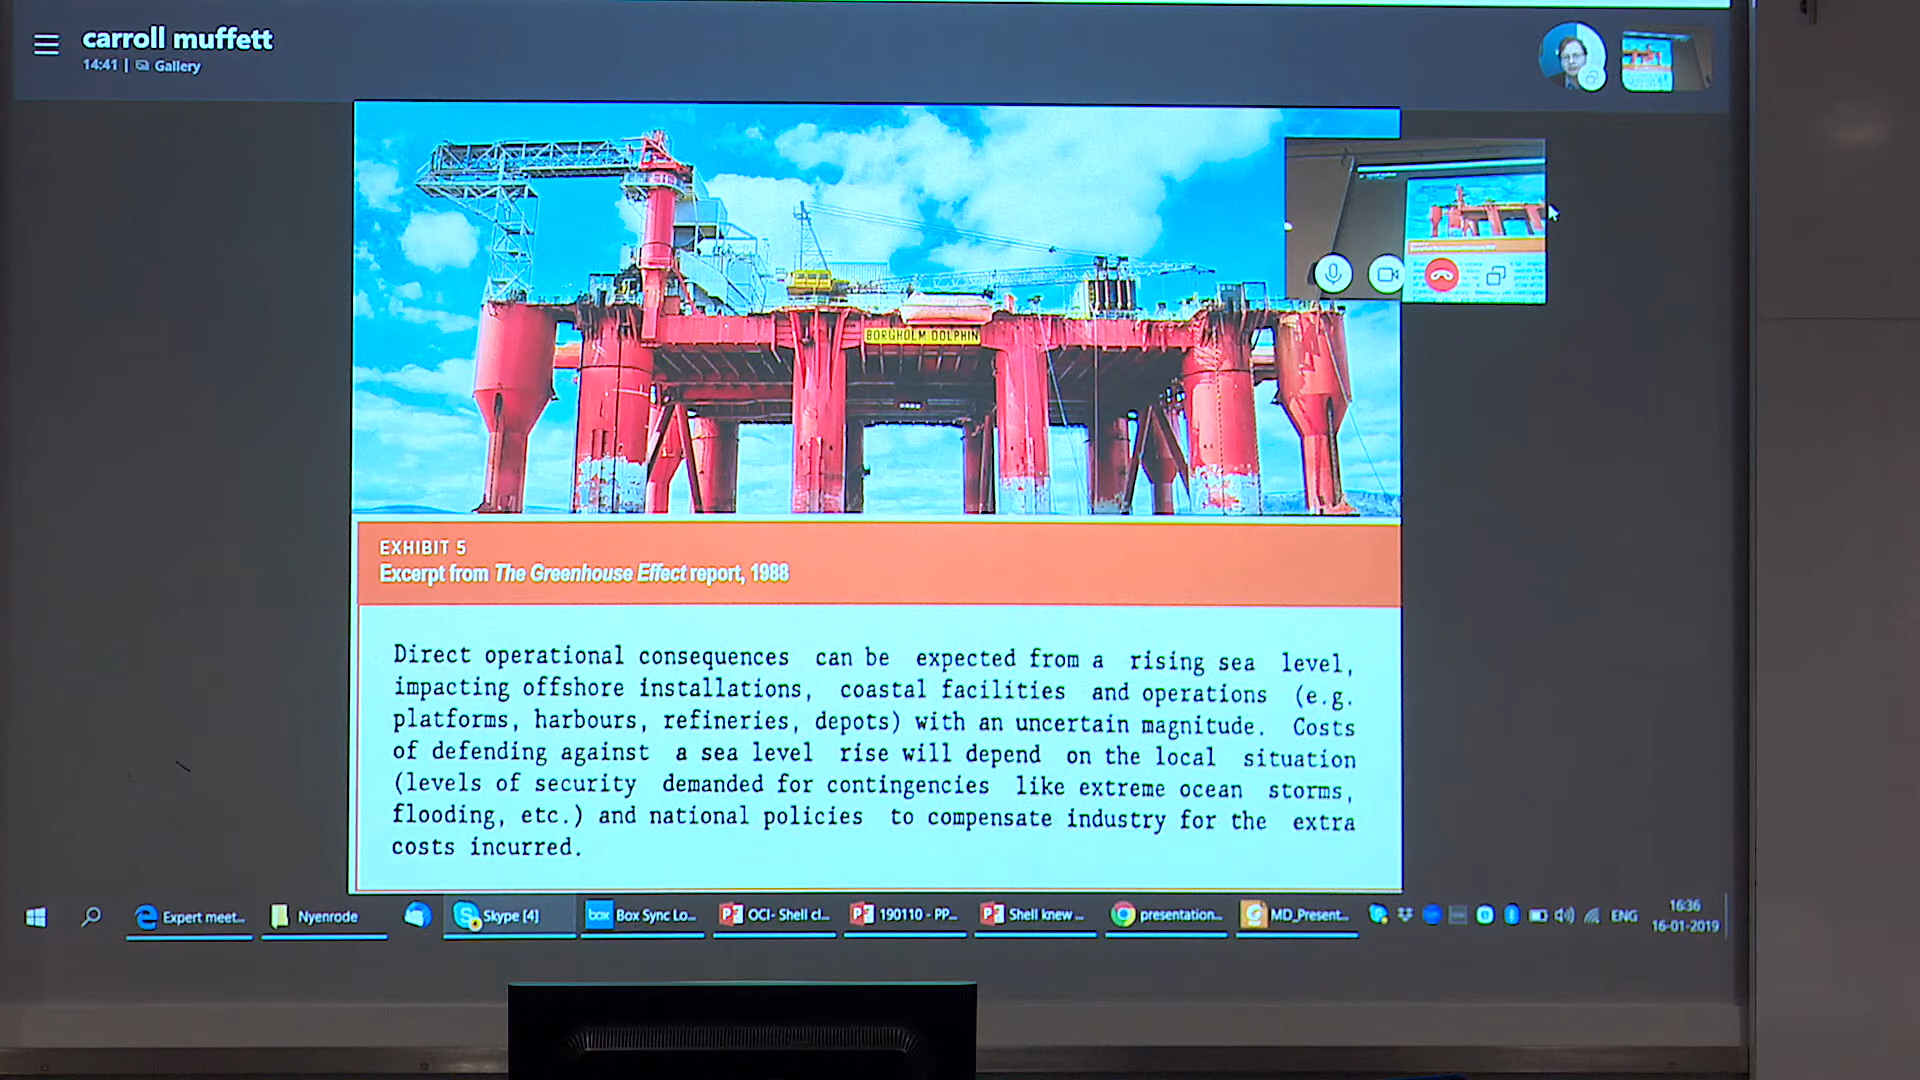 carroll muffett
14:41 | Gallery
BORGHOLM DOLPHIN
EXHIBIT 5
Excerpt from The Greenhouse Effect report, 1988
Direct operational consequences can be expected from a rising sea level,
impacting offshore installations, coastal facilities and operations (e.g.
platforms, harbours, refineries, depots) with an uncertain magnitude. Costs
of defending against a sea level rise will depend on the local situation
(levels of security demanded for contingencies like extreme ocean storms,
flooding, etc.) and national policies to compensate industry for the extra
costs incurred.
Expert meet... Nyenrode Skype [4] box Box Sync Lo... OCI- Shell cl... 190110 - PP... Shell knew ... presentation... MD_Present... ENG
16:36
16-01-2019